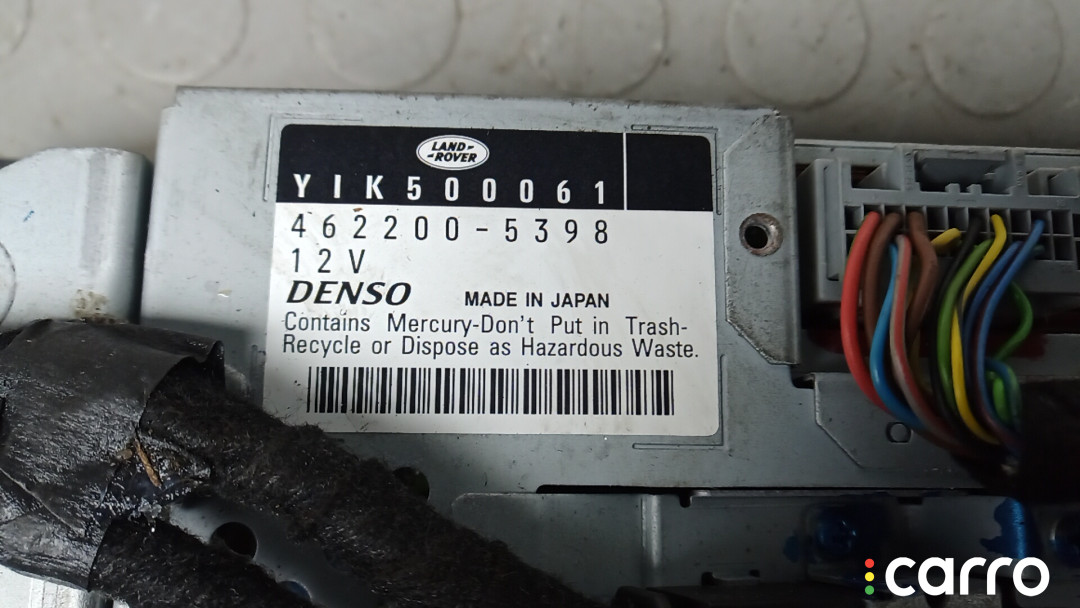 LAND-
-ROVER
YIK500061
462200-5398
12V
DENSO MADE IN JAPAN
Contains Mercury-Don't Put in Trash-
Recycle or Dispose as Hazardous Waste.
carro